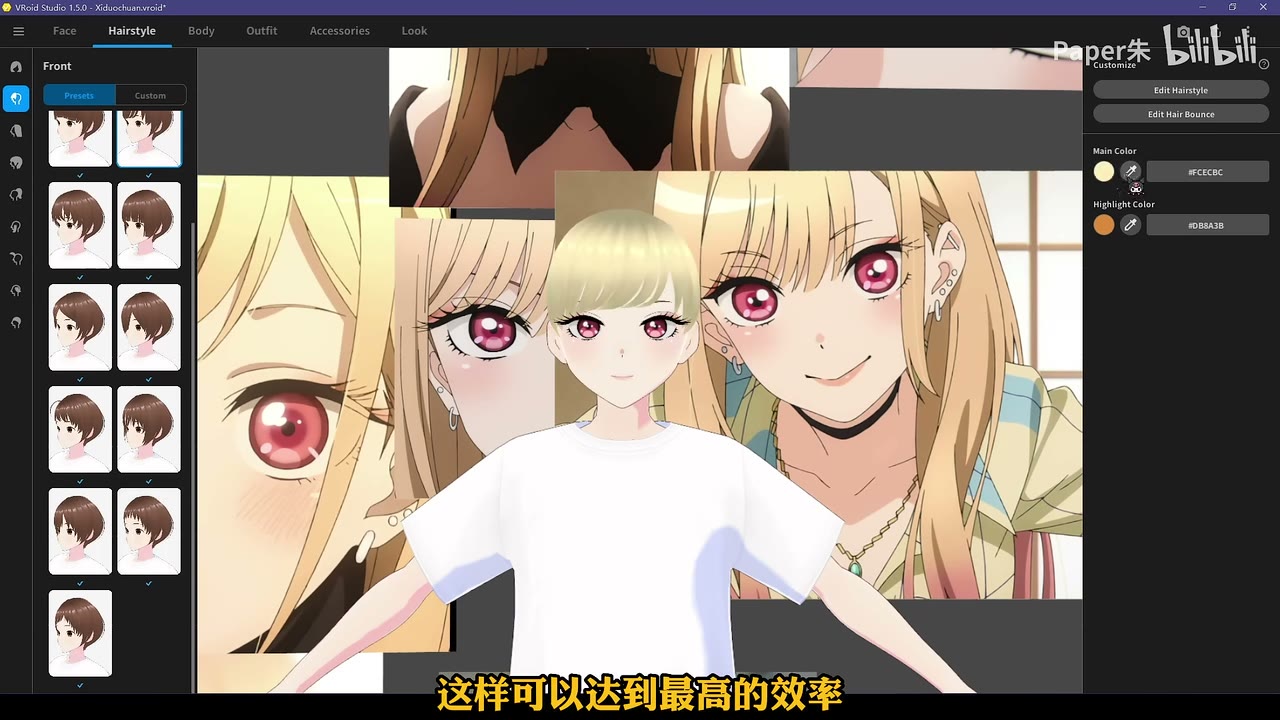 VRoid Studio 1.5.0 - Xiduochuan.vroid*
Face
Hairstyle
Body
Outfit
Accessories
Look
Paper朱
bilibili
Front
Presets
Custom
Customize
Edit Hairstyle
Edit Hair Bounce
Main Color
#FCECBC
Highlight Color
#DB8A3B
这样可以达到最高的效率